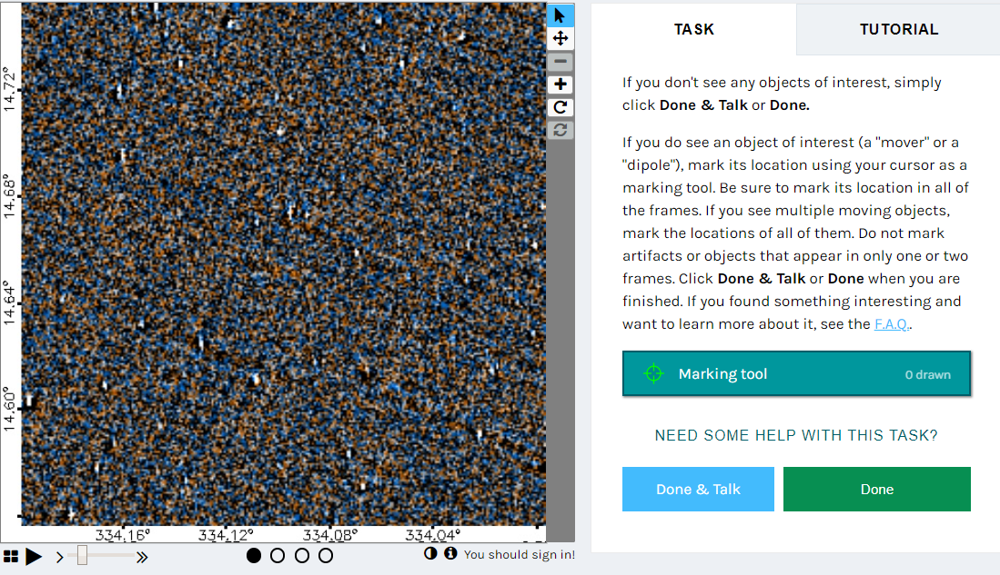 TASK
TUTORIAL
If you don't see any objects of interest, simply
click Done & Talk or Done.
If you do see an object of interest (a "mover" or a
"dipole"), mark its location using your cursor as a
marking tool. Be sure to mark its location in all of
the frames. If you see multiple moving objects,
mark the locations of all of them. Do not mark
artifacts or objects that appear in only one or two
frames. Click Done & Talk or Done when you are
finished. If you found something interesting and
want to learn more about it, see the F.A.Q..
Marking tool
0 drawn
NEED SOME HELP WITH THIS TASK?
Done & Talk
Done
14.72°
14.68°
14.64°
14.60°
334.16°
334.12°
334.08°
334.04°
You should sign in!